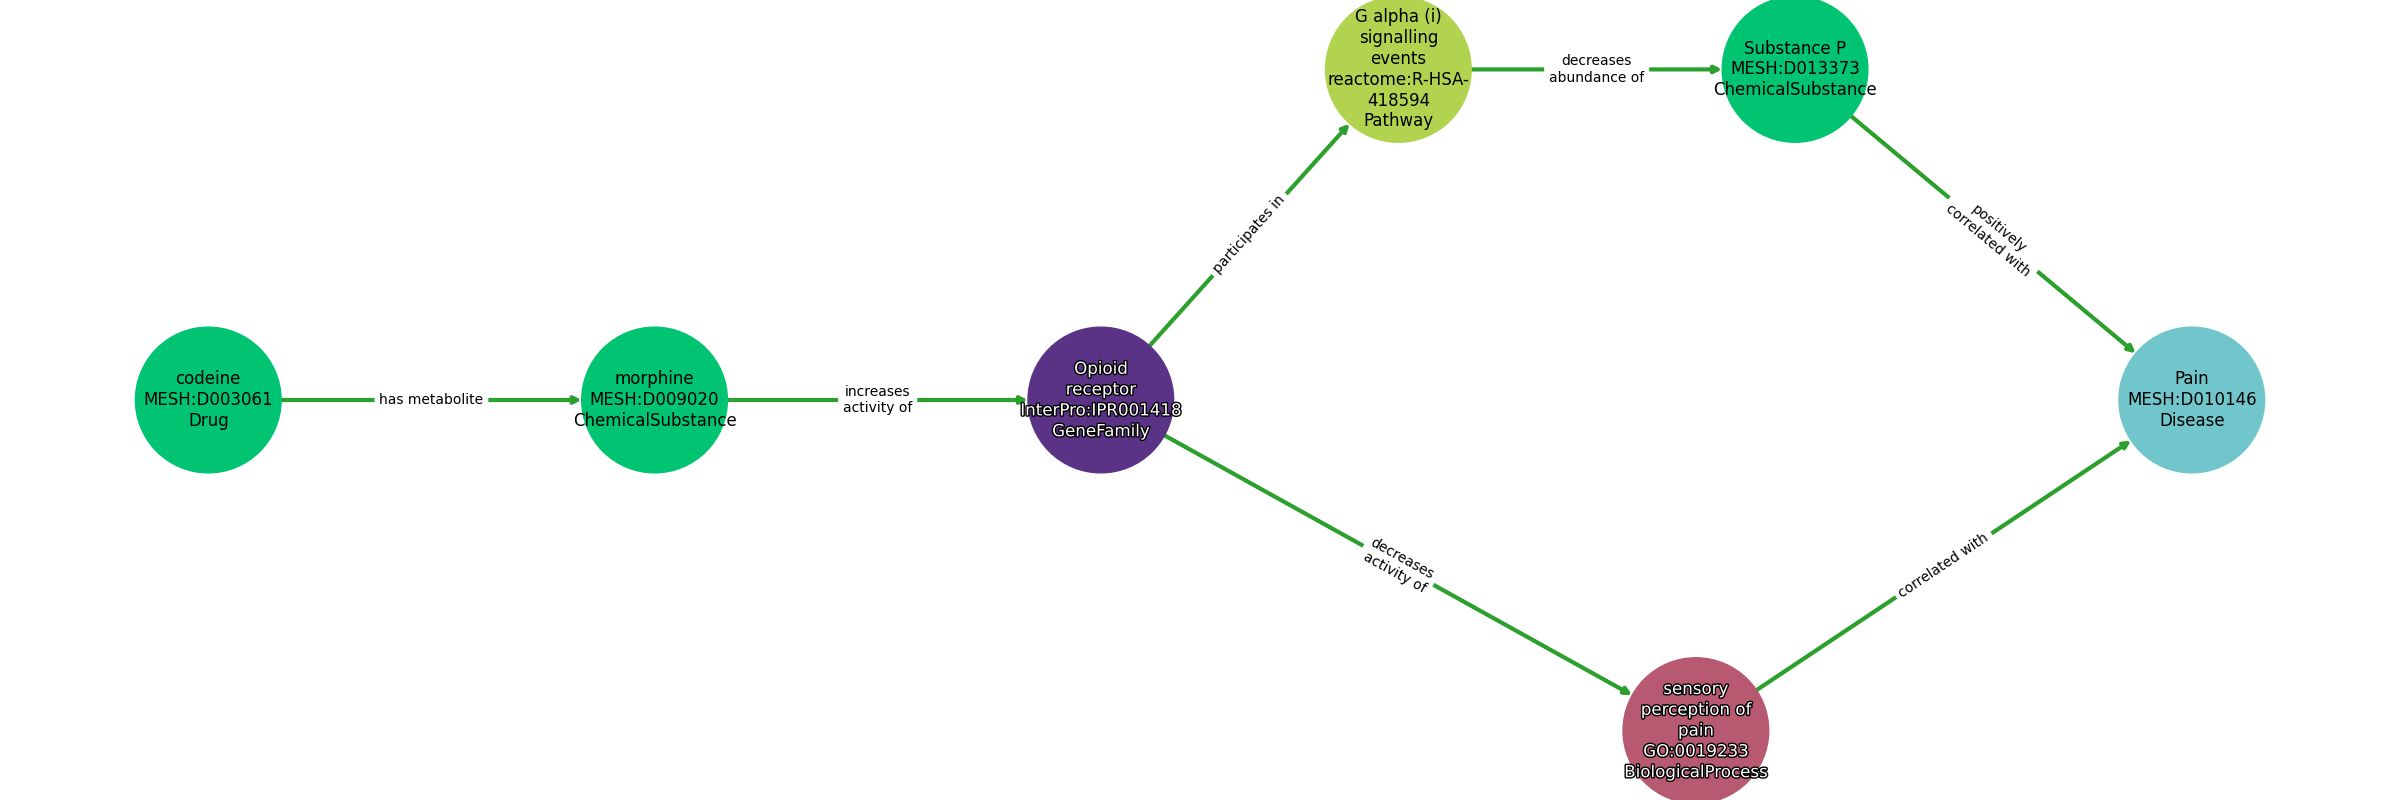 codeine
MESH:D003061
Drug
has metabolite
morphine
MESH:D009020
ChemicalSubstance
increases
activity of
Opioid
receptor
InterPro:IPR001418
GeneFamily
participates in
G alpha (i)
signalling
events
reactome:R-HSA-
418594
Pathway
decreases
abundance of
Substance P
MESH:D013373
ChemicalSubstance
positively
correlated with
decreases
activity of
sensory
perception of
pain
GO:0019233
BiologicalProcess
correlated with
Pain
MESH:D010146
Disease